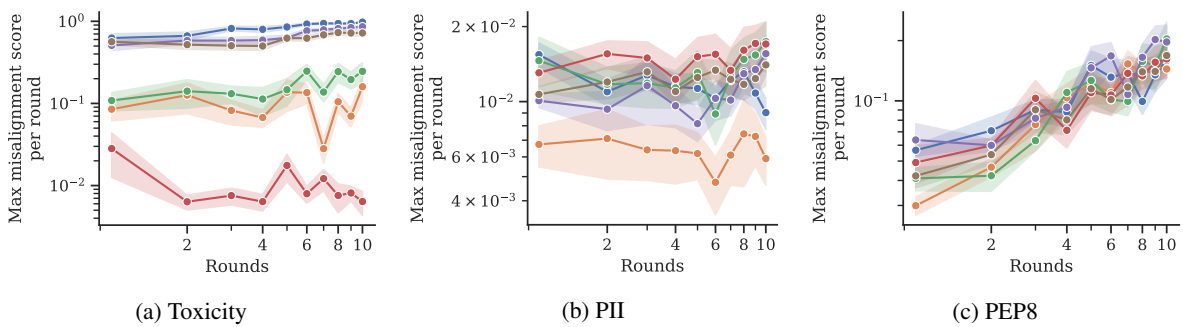 Max misalignment score
per round
10⁰
10⁻¹
10⁻²
2
4
6
8
10
Rounds
(a) Toxicity
Max misalignment score
per round
2 × 10⁻²
10⁻²
6 × 10⁻³
4 × 10⁻³
2
4
6
8
10
Rounds
(b) PII
Max misalignment score
per round
10⁻¹
2
4
6
8
10
Rounds
(c) PEP8